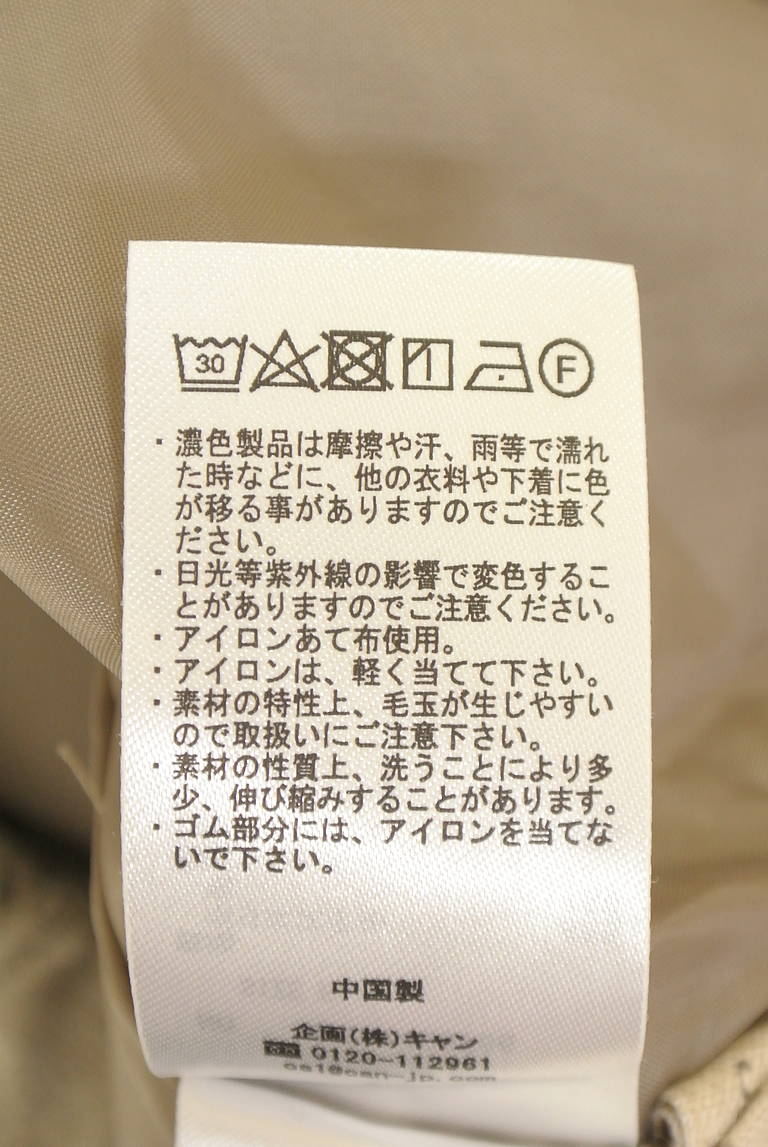 30 F
・濃色製品は摩擦や汗、雨等で濡れ
た時などに、他の衣料や下着に色
が移る事がありますのでご注意く
ださい。
・日光等紫外線の影響で変色するこ
とがありますのでご注意ください。
・アイロンあて布使用。
・アイロンは、軽く当てて下さい。
・素材の特性上、毛玉が生じやすい
ので取扱いにご注意下さい。
・素材の性質上、洗うことにより多
少、伸び縮みすることがあります。
・ゴム部分には、アイロンを当てな
いで下さい。
中国製
企画(株)キャン
0120-112961
cs1@can-jp.com